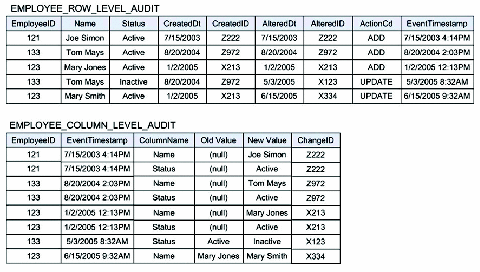 EMPLOYEE_ROW_LEVEL_AUDIT
EmployeeID Name Status CreatedDt CreatedID AlteredDt AlteredID ActionCd EventTimestamp
121 Joe Simon Active 7/15/2003 Z222 7/15/2003 Z222 ADD 7/15/2003 4:14PM
133 Tom Mays Active 8/20/2004 Z972 8/20/2004 Z972 ADD 8/20/2004 2:03PM
123 Mary Jones Active 1/2/2005 X213 1/2/2005 X213 ADD 1/2/2005 12:13PM
133 Tom Mays Inactive 8/20/2004 Z972 5/3/2005 X123 UPDATE 5/3/2005 8:32AM
123 Mary Smith Active 1/2/2005 X213 6/15/2005 X334 UPDATE 6/15/2005 9:32AM
EMPLOYEE_COLUMN_LEVEL_AUDIT
EmployeeID EventTimestamp ColumnName Old Value New Value ChangeID
121 7/15/2003 4:14PM Name (null) Joe Simon Z222
121 7/15/2003 4:14PM Status (null) Active Z222
133 8/20/2004 2:03PM Name (null) Tom Mays Z972
133 8/20/2004 2:03PM Status (null) Active Z972
123 1/2/2005 12:13PM Name (null) Mary Jones X213
123 1/2/2005 12:13PM Status (null) Active X213
133 5/3/2005 8:32AM Status Active Inactive X123
123 6/15/2005 9:32AM Name Mary Jones Mary Smith X334